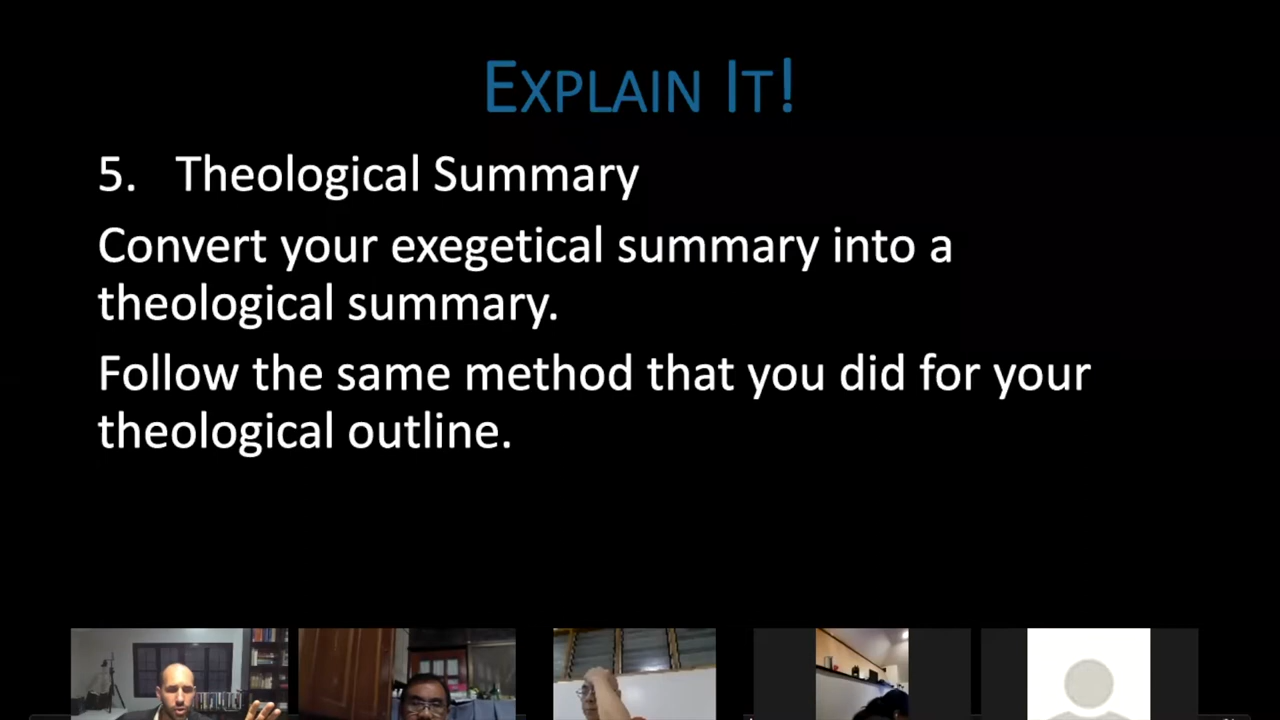 EXPLAIN IT!
5. Theological Summary
Convert your exegetical summary into a
theological summary.
Follow the same method that you did for your
theological outline.